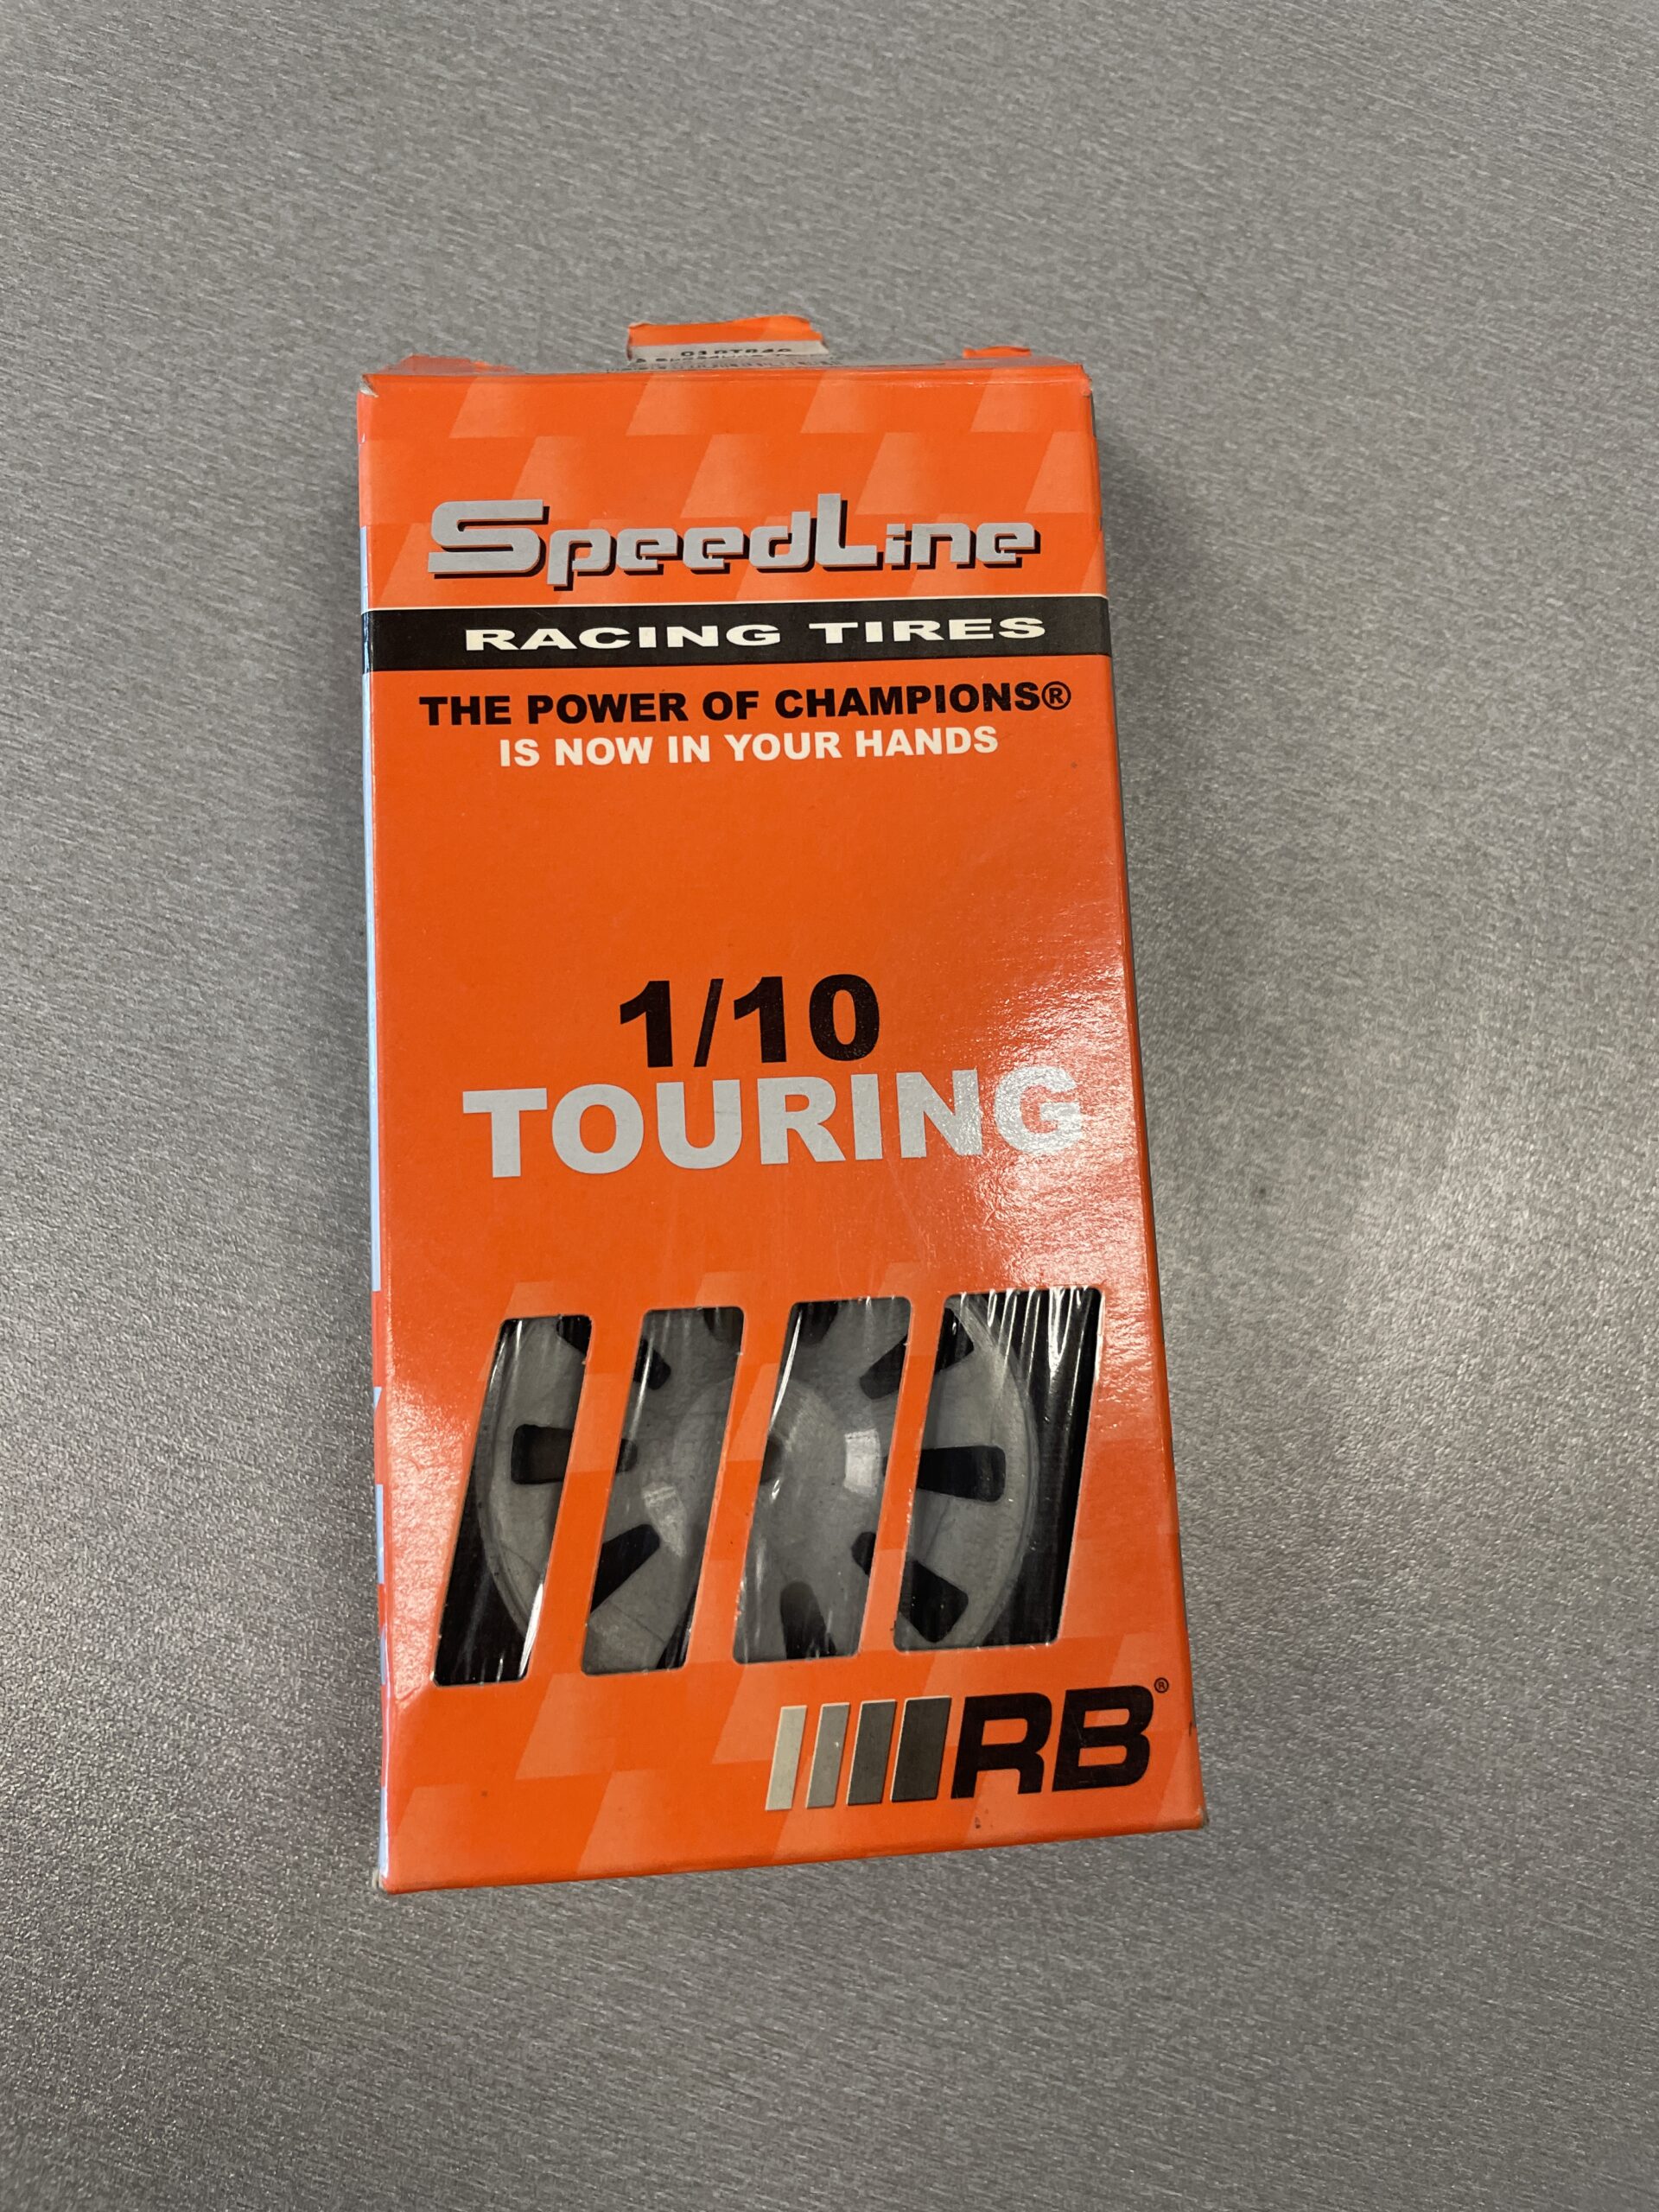 SpeedLine
RACING TIRES
THE POWER OF CHAMPIONS®
IS NOW IN YOUR HANDS
1/10
TOURING
RB®